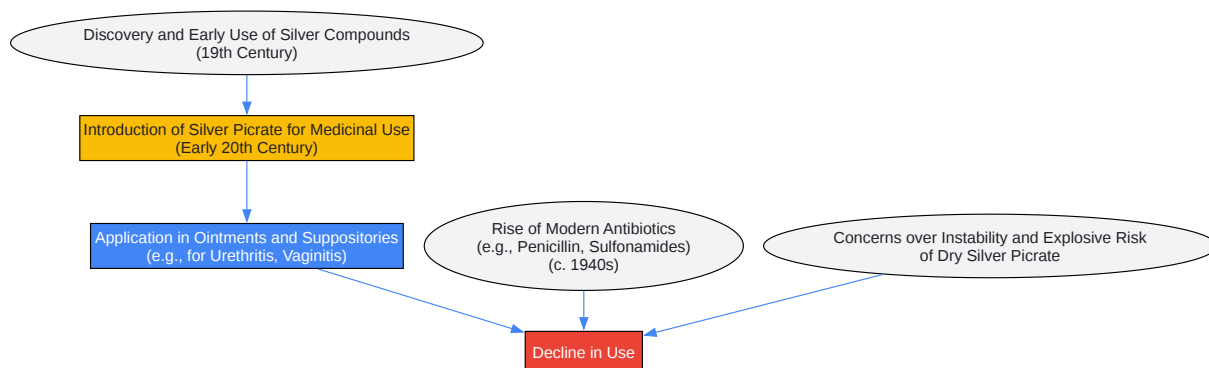 Discovery and Early Use of Silver Compounds
(19th Century)
Introduction of Silver Picrate for Medicinal Use
(Early 20th Century)
Application in Ointments and Suppositories
(e.g., for Urethritis, Vaginitis)
Rise of Modern Antibiotics
(e.g., Penicillin, Sulfonamides)
(c. 1940s)
Concerns over Instability and Explosive Risk
of Dry Silver Picrate
Decline in Use